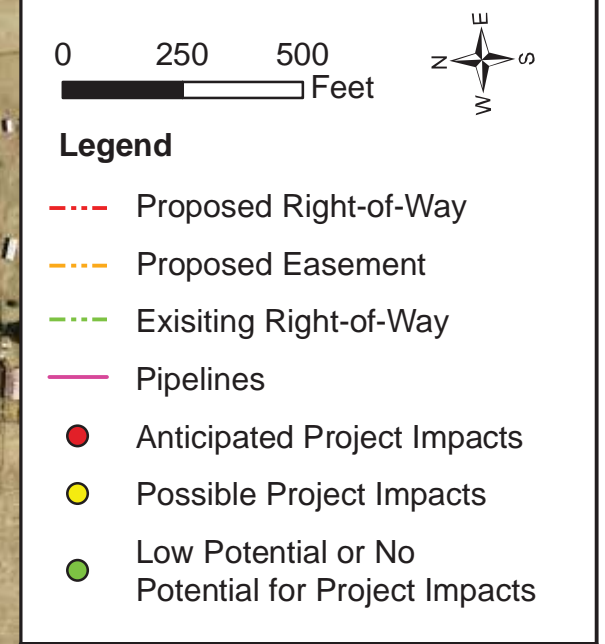 0 250 500
Feet
E
N S
W
Legend
Proposed Right-of-Way
Proposed Easement
Exisiting Right-of-Way
Pipelines
Anticipated Project Impacts
Possible Project Impacts
Low Potential or No
Potential for Project Impacts